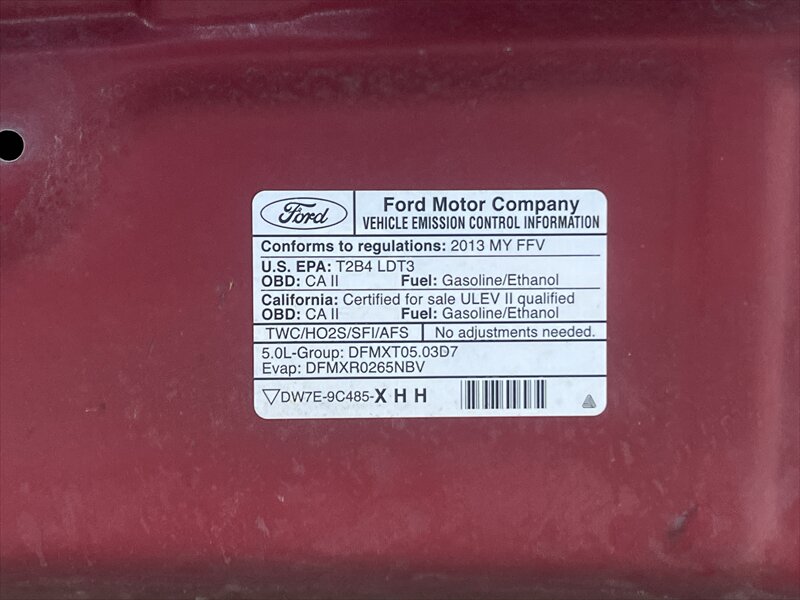 Ford
Ford Motor Company
VEHICLE EMISSION CONTROL INFORMATION
Conforms to regulations: 2013 MY FFV
U.S. EPA: T2B4 LDT3
OBD: CA II Fuel: Gasoline/Ethanol
California: Certified for sale ULEV II qualified
OBD: CA II Fuel: Gasoline/Ethanol
TWC/HO2S/SFI/AFS No adjustments needed.
5.0L-Group: DFMXT05.03D7
Evap: DFMXR0265NBV
DW7E-9C485-X H H